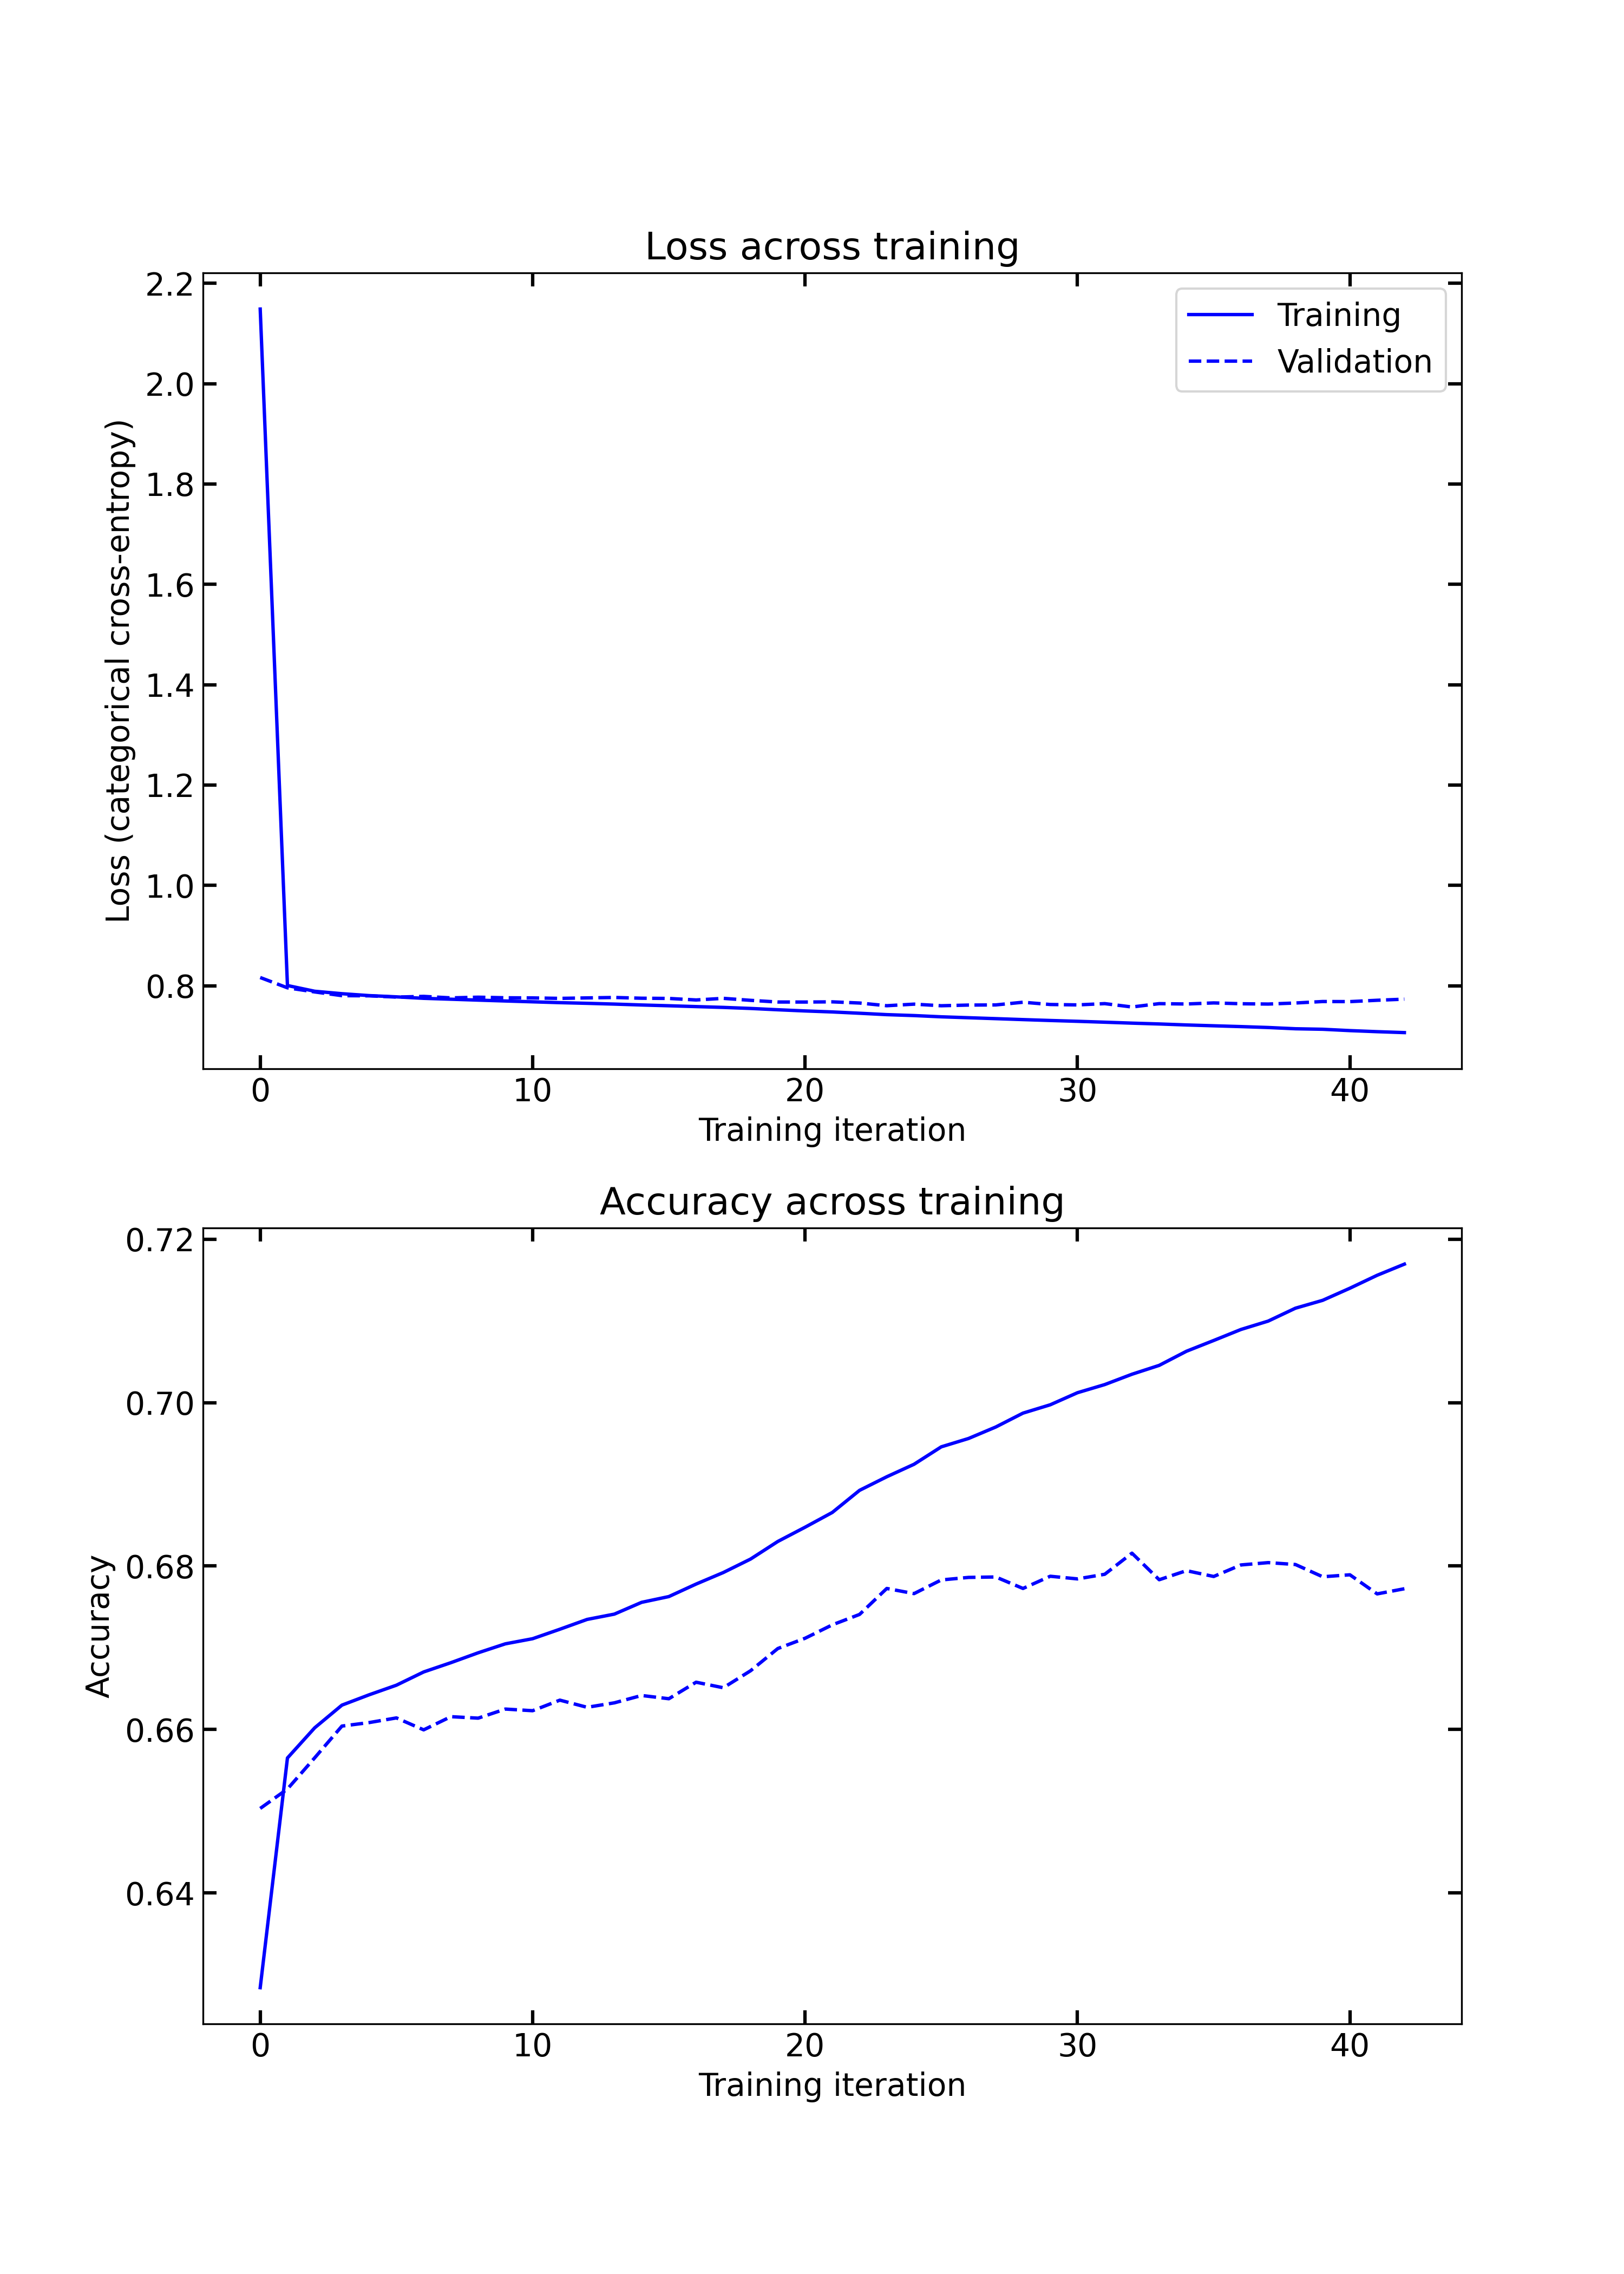 Loss across training
2.2
2.0
1.8
1.6
1.4
1.2
1.0
0.8
Loss (categorical cross-entropy)
Training
Validation
0 10 20 30 40
Training iteration
Accuracy across training
0.72
0.70
0.68
0.66
0.64
Accuracy
0 10 20 30 40
Training iteration